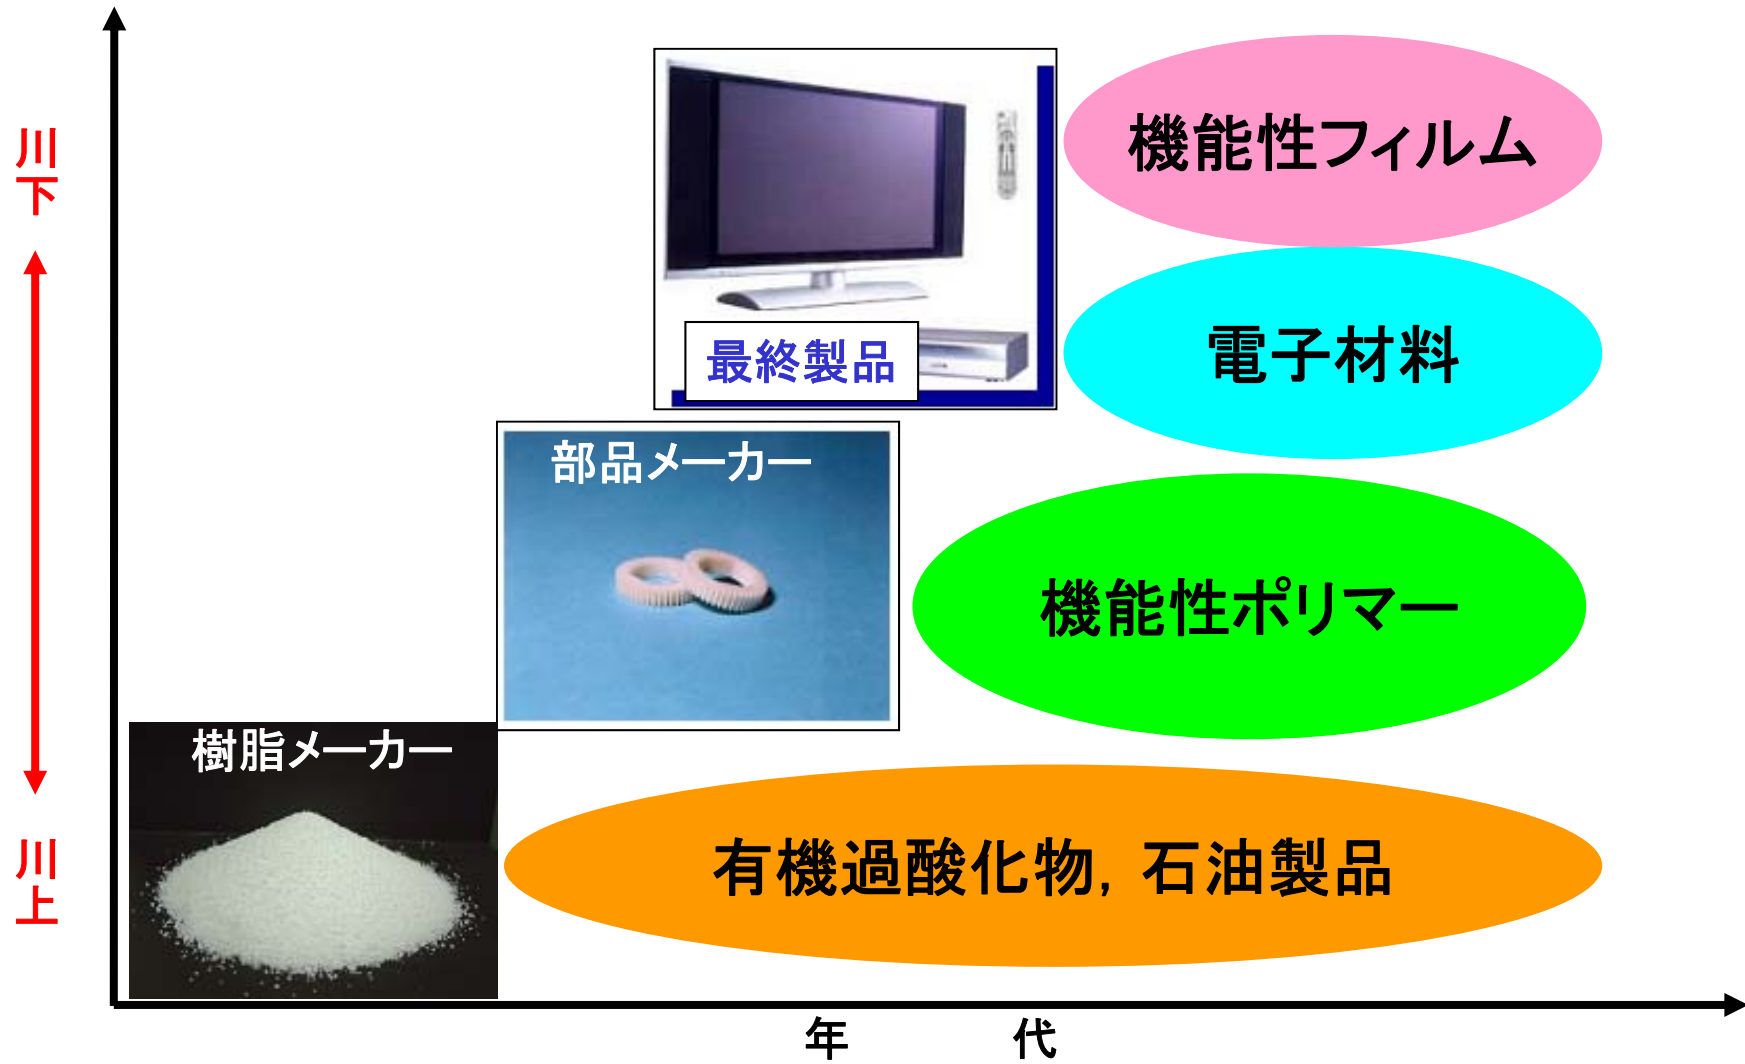 機能性フィルム
川下
最終製品
電子材料
部品メーカー
機能性ポリマー
樹脂メーカー
川上
有機過酸化物，石油製品
年 代